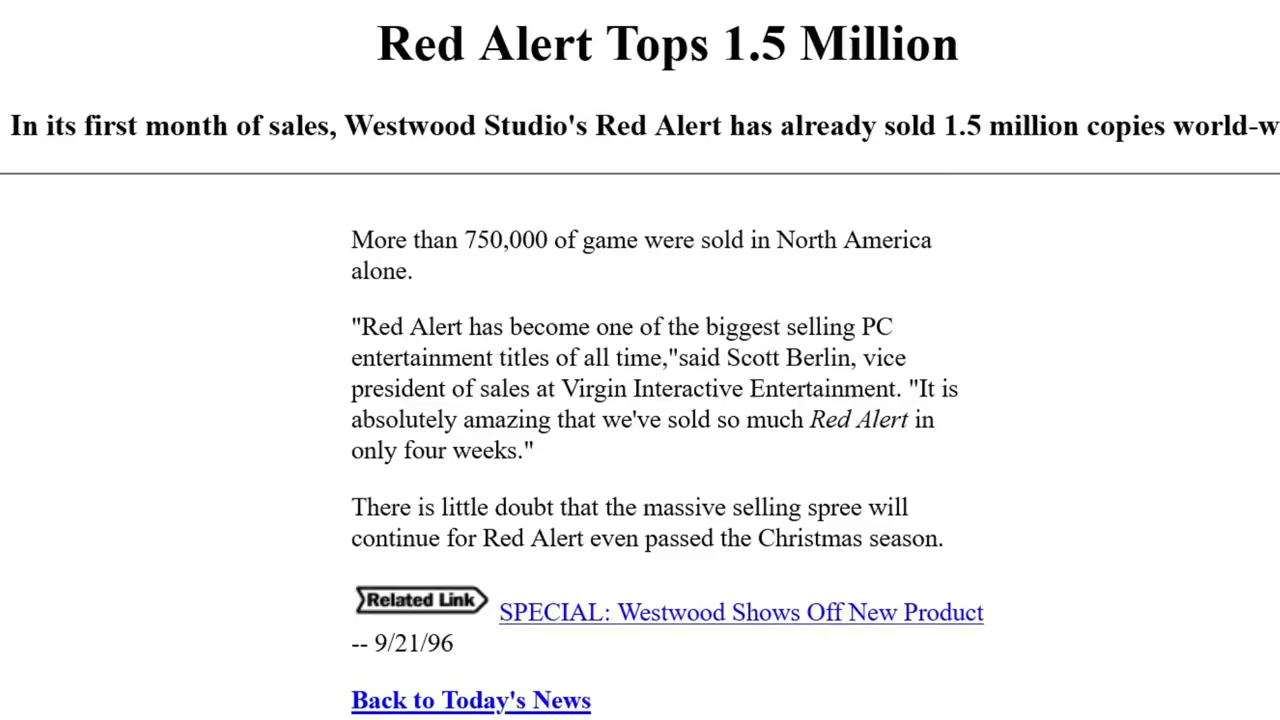 Red Alert Tops 1.5 Million
In its first month of sales, Westwood Studio's Red Alert has already sold 1.5 million copies world-w
More than 750,000 of game were sold in North America
alone.
"Red Alert has become one of the biggest selling PC
entertainment titles of all time,"said Scott Berlin, vice
president of sales at Virgin Interactive Entertainment. "It is
absolutely amazing that we've sold so much Red Alert in
only four weeks."
There is little doubt that the massive selling spree will
continue for Red Alert even passed the Christmas season.
Related Link SPECIAL: Westwood Shows Off New Product
-- 9/21/96
Back to Today's News